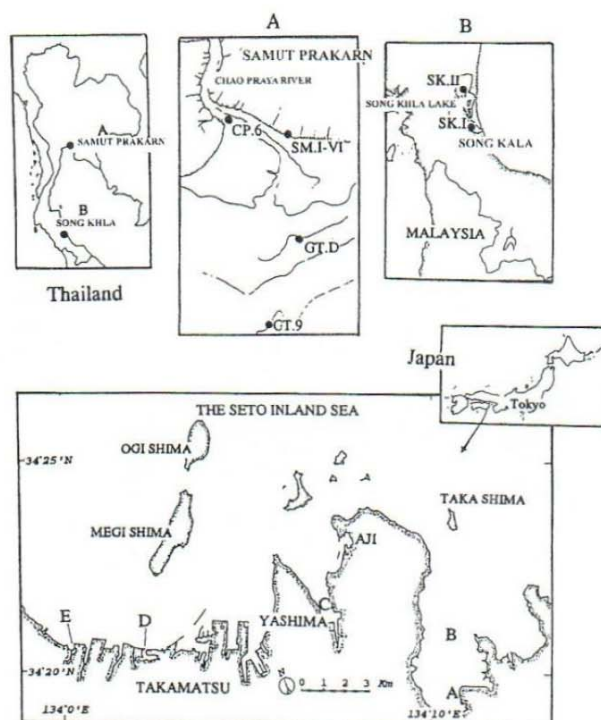 A
B
A
SAMUT PRAKARN
B
SONG KHLA
Thailand
SAMUT PRAKARN
CHAO PRAYA RIVER
CP.6
SM.I-VI
GT.D
GT.9
SK.II
SONG KHLA LAKE
SK.I
SONG KALA
MALAYSIA
Japan
Tokyo
THE SETO INLAND SEA
OGI SHIMA
34°25'N
MEGI SHIMA
TAKA SHIMA
AJI
C
YASHIMA
E
D
B
34°20'N
TAKAMATSU
N
0 1 2 3 Km
A
134°0'E
134°10'E